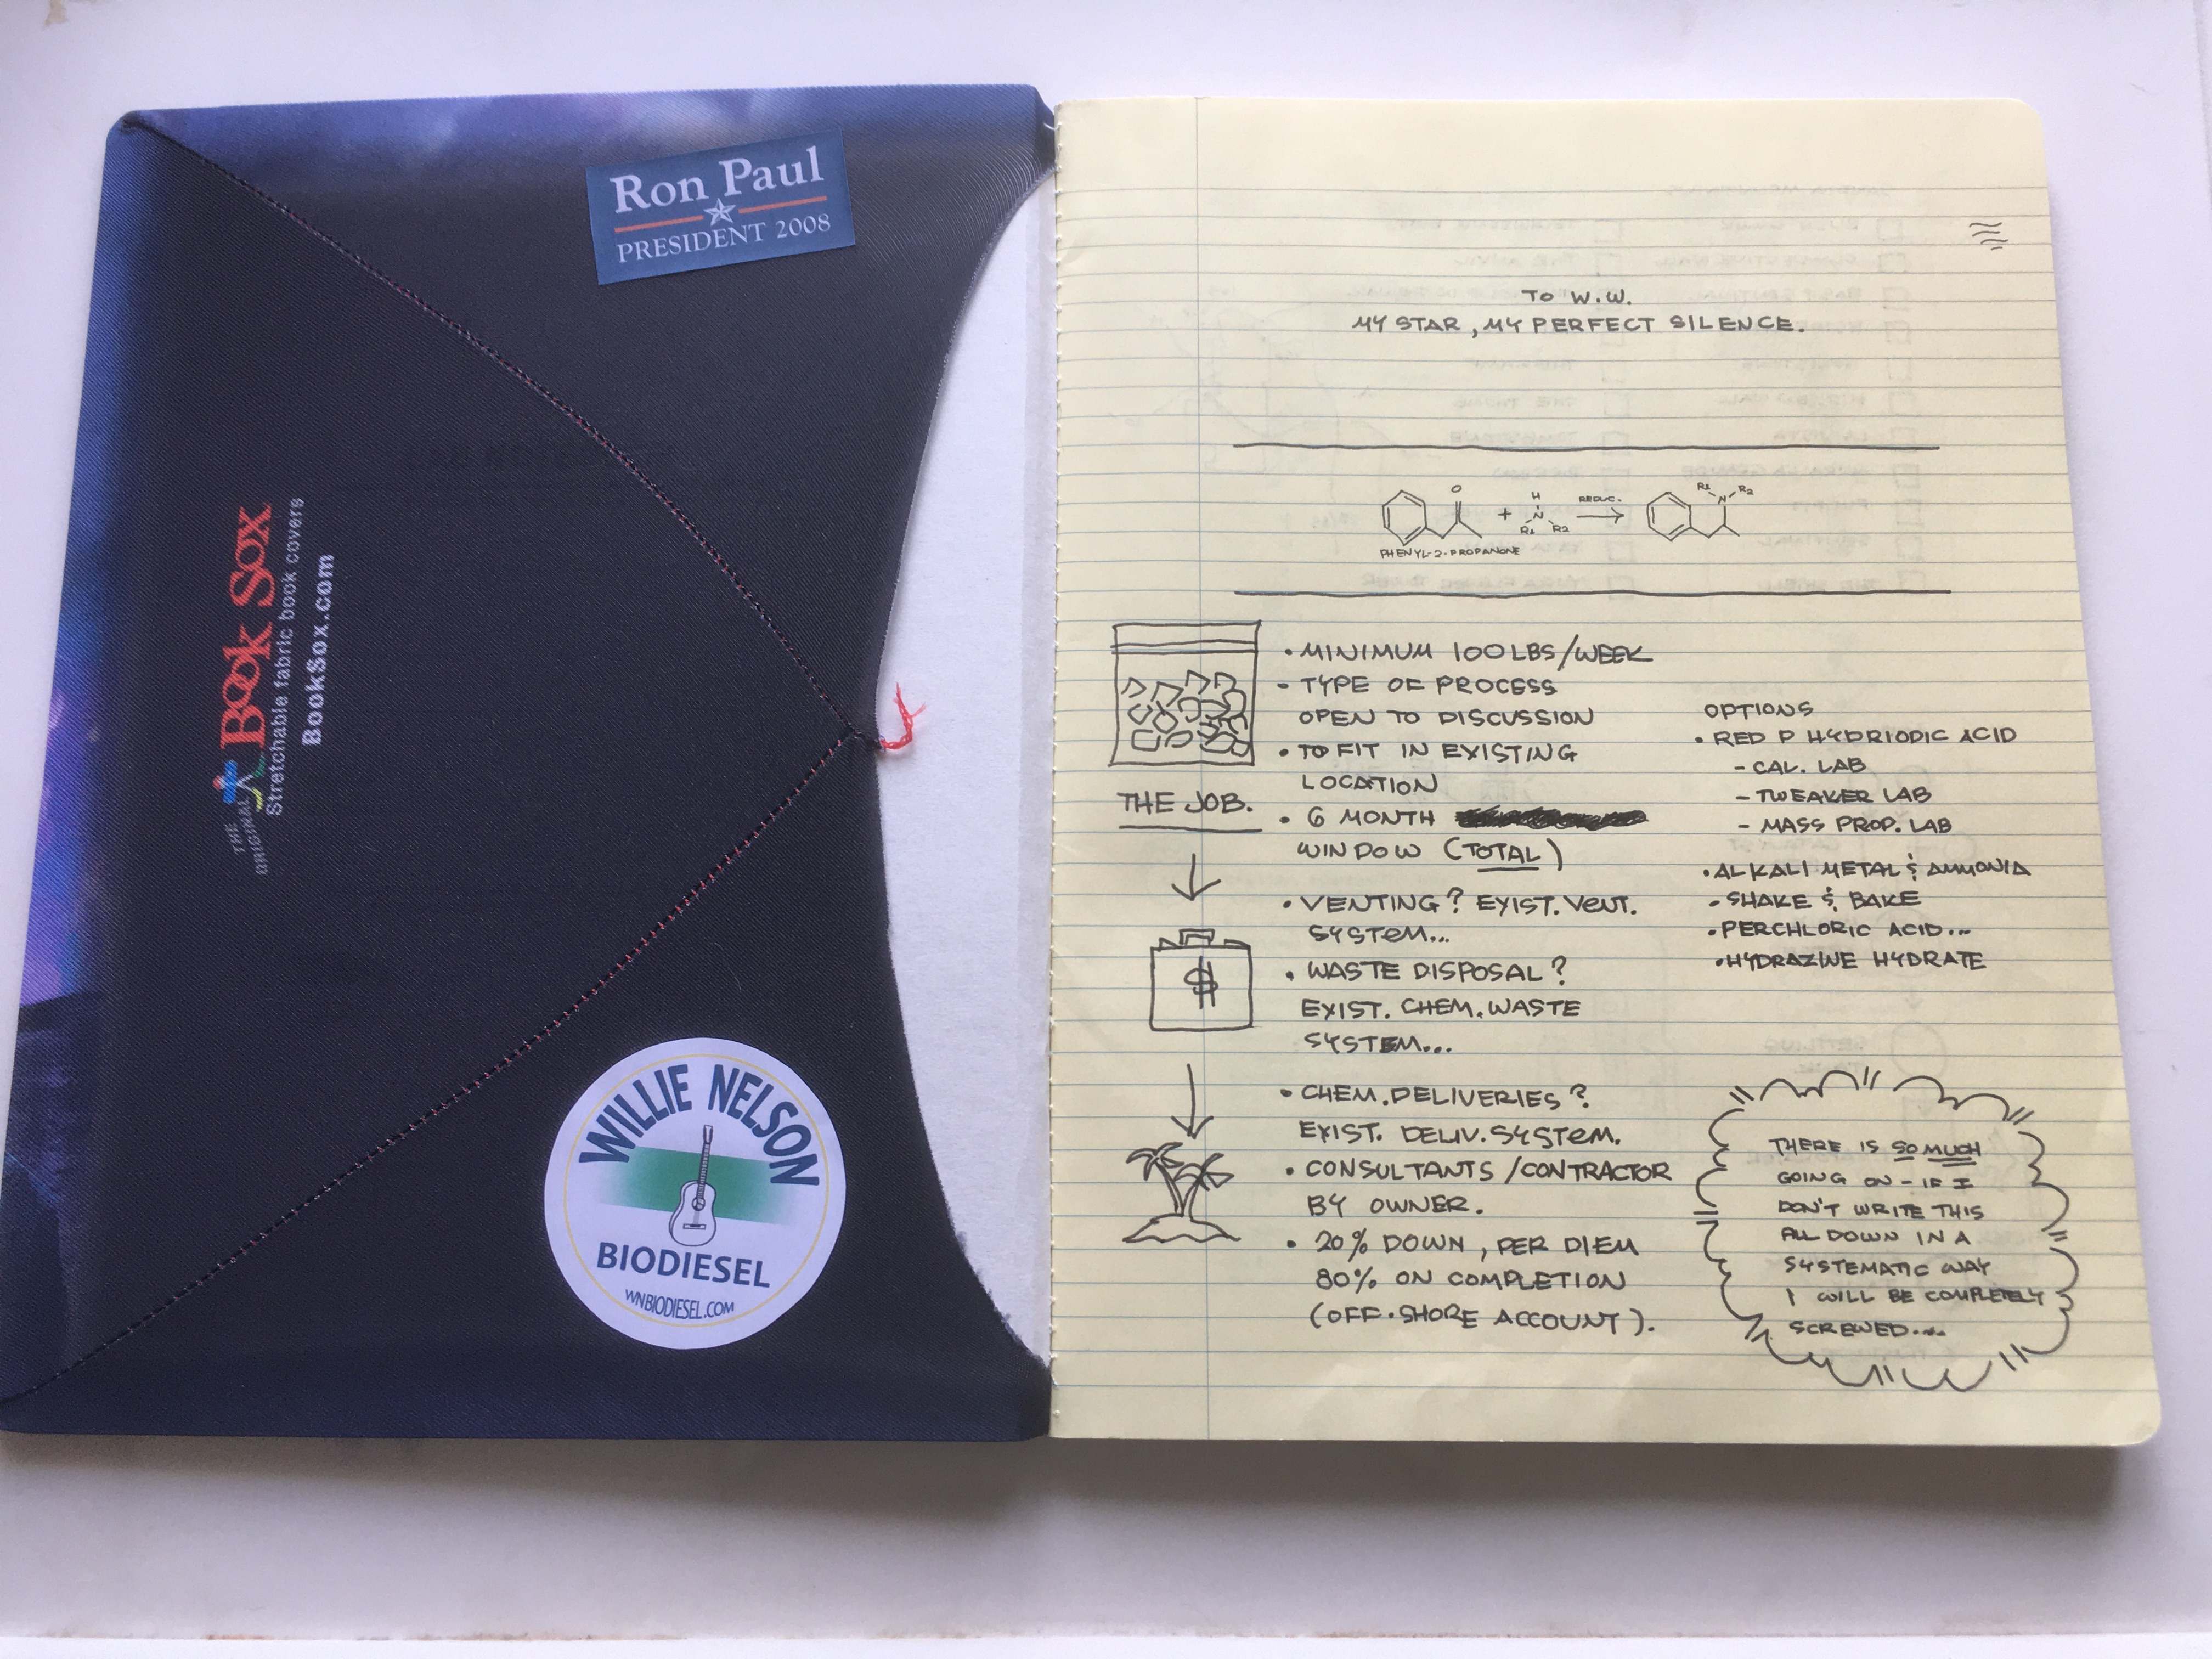 Ron Paul
PRESIDENT 2008
THE ORIGINAL
Book Sox
Stretchable fabric book covers
BookSox.com
WILLIE NELSON
BIODIESEL
WNBIODIESEL.COM
TO W.W.
MY STAR, MY PERFECT SILENCE.
O
H
N
R1 R2
+
REDUC.
R1 N R2
PHENYL-2-PROPANONE
THE JOB.
$
• MINIMUM 100 LBS/WEEK
- TYPE OF PROCESS
OPEN TO DISCUSSION
• TO FIT IN EXISTING
LOCATION
• 6 MONTH
WINDOW (TOTAL)
• VENTING? EXIST. VENT.
SYSTEM...
• WASTE DISPOSAL?
EXIST. CHEM. WASTE
SYSTEM...
• CHEM. DELIVERIES?
EXIST. DELIV. SYSTEM.
• CONSULTANTS/CONTRACTOR
BY OWNER.
• 20% DOWN, PER DIEM
80% ON COMPLETION
(OFF-SHORE ACCOUNT).
OPTIONS
• RED P HYDRIODIC ACID
- CAL. LAB
- TWEAKER LAB
- MASS PROP. LAB
• ALKALI METAL & AMMONIA
• SHAKE & BAKE
• PERCHLORIC ACID...
• HYDRAZINE HYDRATE
THERE IS SO MUCH
GOING ON - IF I
DON'T WRITE THIS
ALL DOWN IN A
SYSTEMATIC WAY
I WILL BE COMPLETELY
SCREWED....